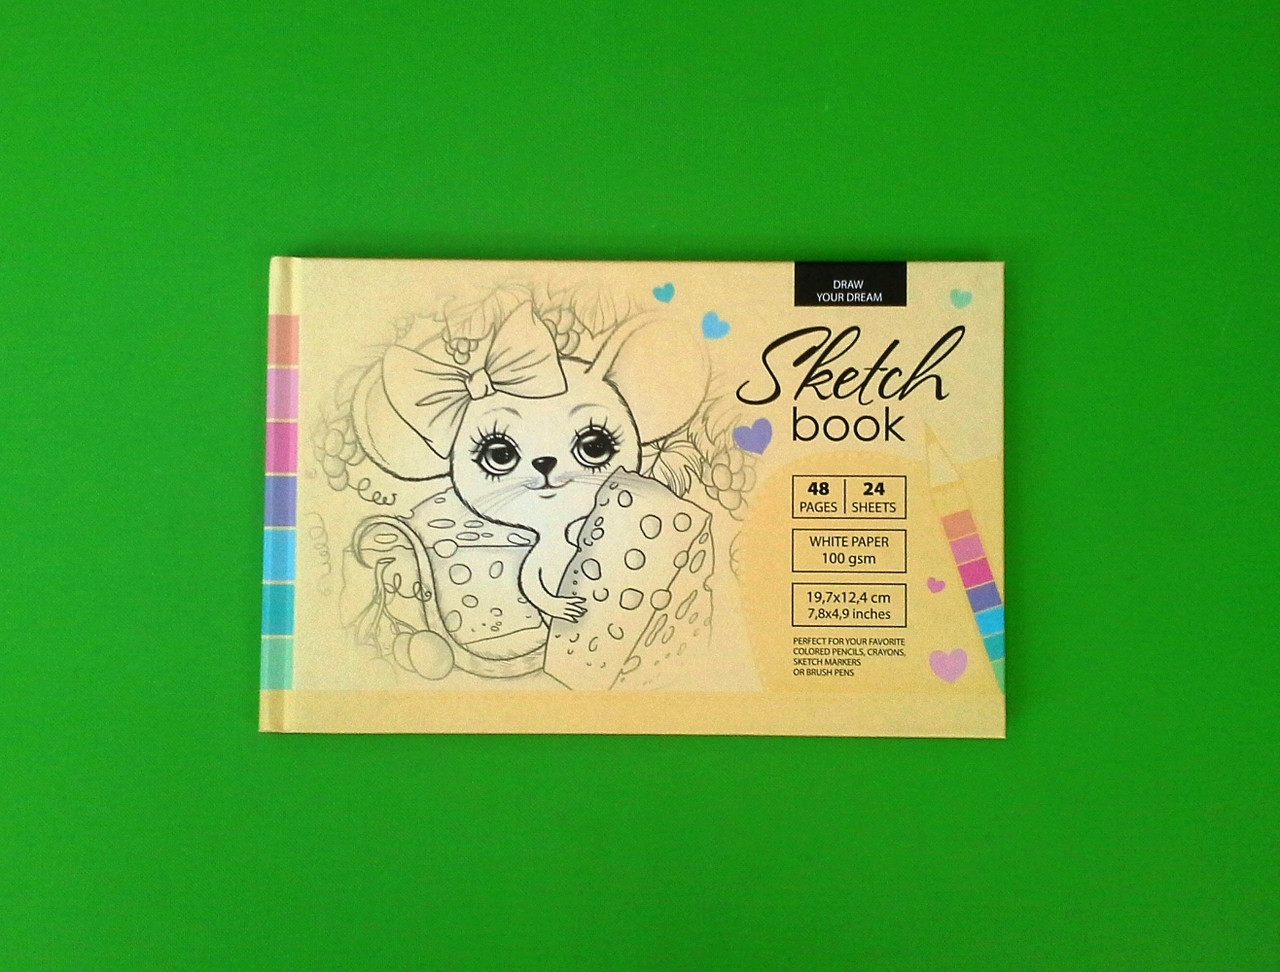 DRAW
YOUR DREAM
Sketch
book
48 24
PAGES SHEETS
WHITE PAPER
100 gsm
19,7x12,4 cm
7,8x4,9 inches
PERFECT FOR YOUR FAVORITE
COLORED PENCILS, CRAYONS,
SKETCH MARKERS
OR BRUSH PENS